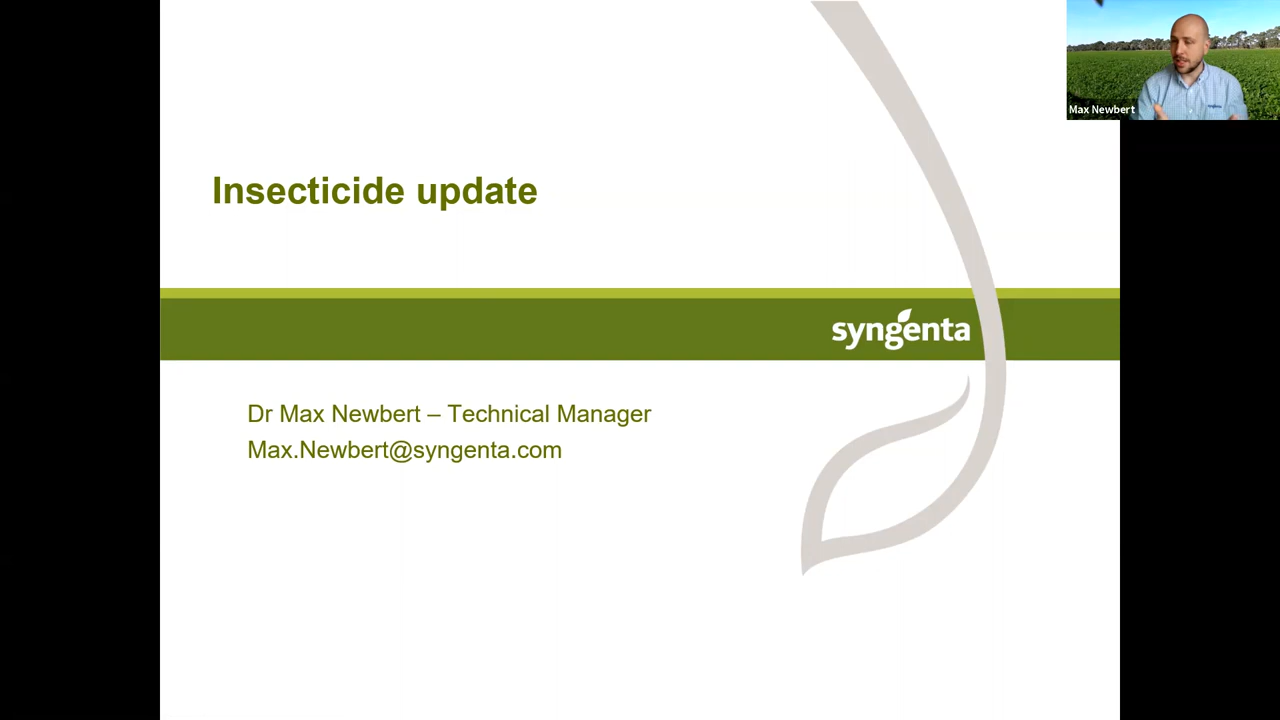 Max Newbert
Insecticide update
syngenta
Dr Max Newbert – Technical Manager
Max.Newbert@syngenta.com